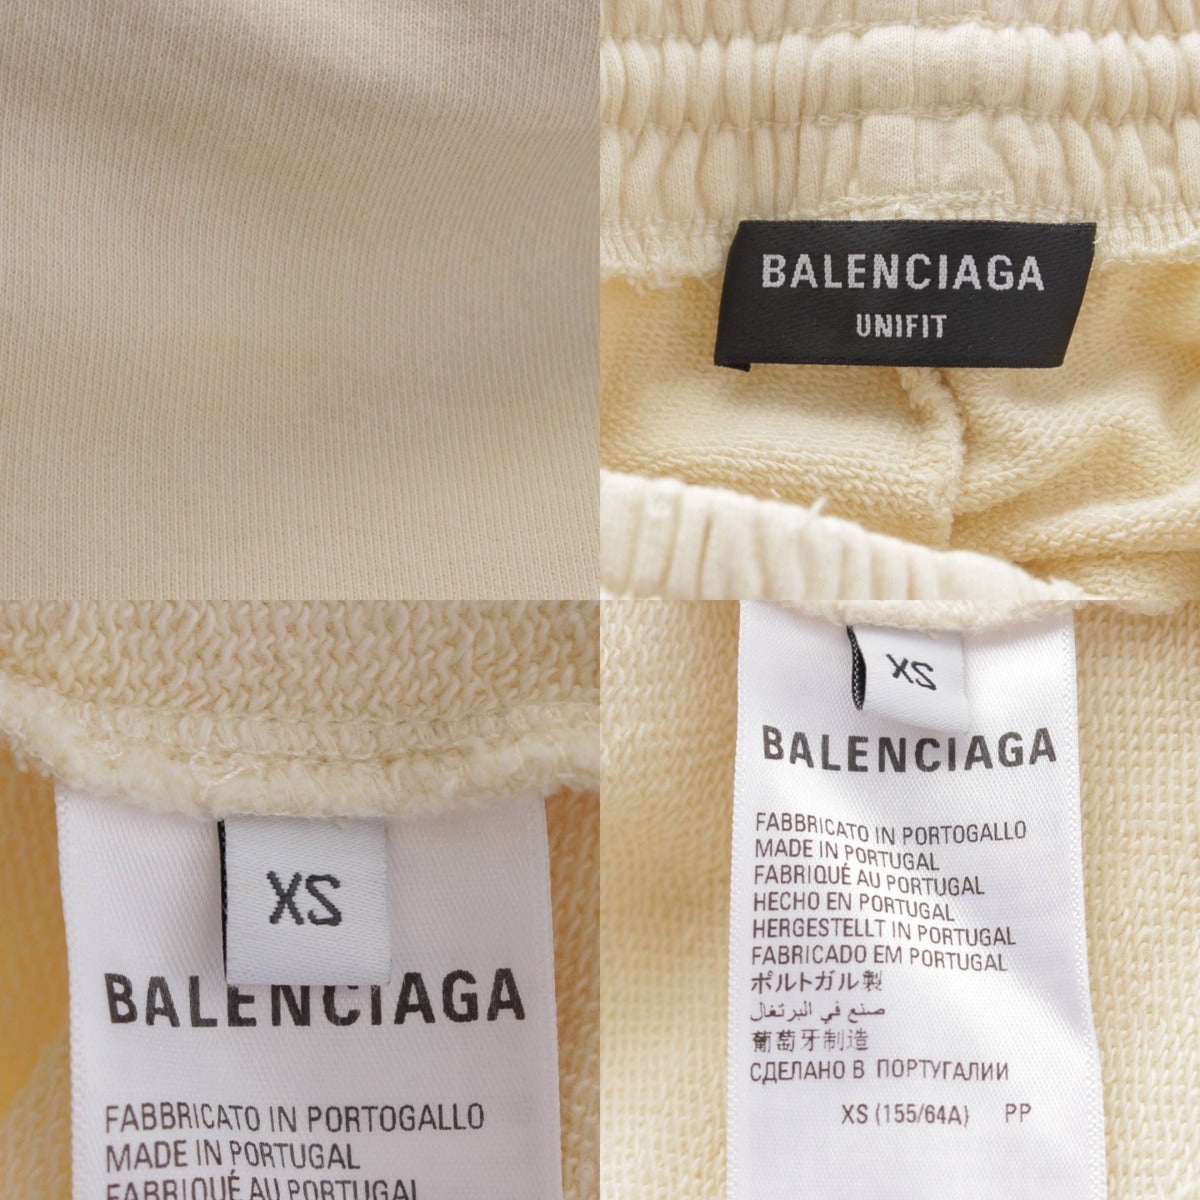 BALENCIAGA
UNIFIT
XS
BALENCIAGA
FABBRICATO IN PORTOGALLO
MADE IN PORTUGAL
FABRIQUÉ AU PORTUGAL
XS
BALENCIAGA
FABBRICATO IN PORTOGALLO
MADE IN PORTUGAL
FABRIQUÉ AU PORTUGAL
HECHO EN PORTUGAL
HERGESTELLT IN PORTUGAL
FABRICADO EM PORTUGAL
ポルトガル製
صنع في البرتغال
葡萄牙制造
СДЕЛАНО В ПОРТУГАЛИИ
XS (155/64A) PP